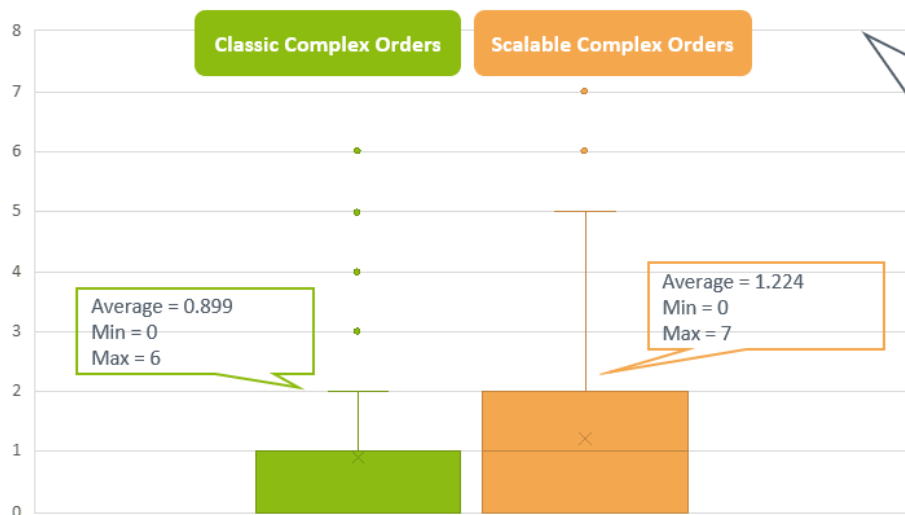 8
Classic Complex Orders
Scalable Complex Orders
7
6
5
4
Average = 0.899
Min = 0
Max = 6
Average = 1.224
Min = 0
Max = 7
3
2
1
0